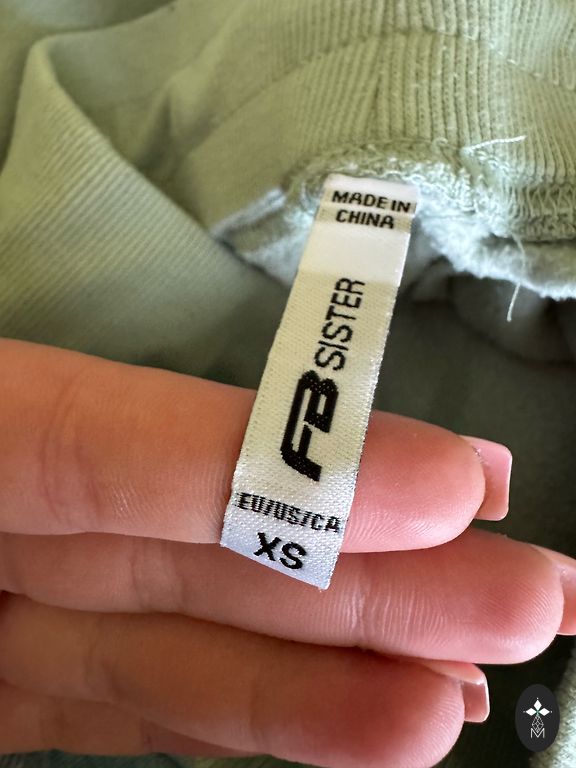 MADE IN
CHINA
FB SISTER
EU/US/CA
XS